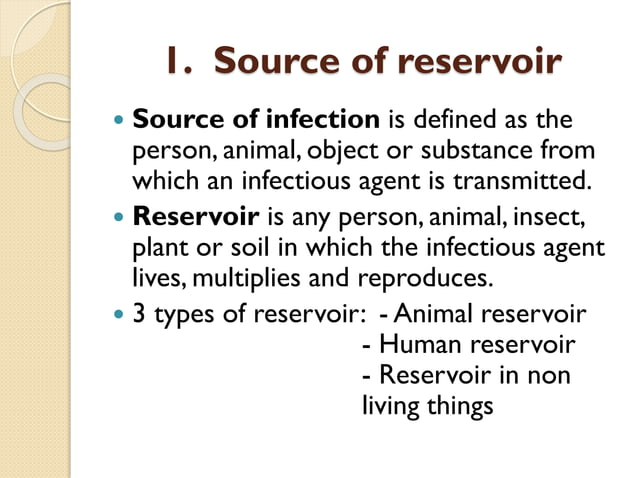 1. Source of reservoir
Source of infection is defined as the
person, animal, object or substance from
which an infectious agent is transmitted.
Reservoir is any person, animal, insect,
plant or soil in which the infectious agent
lives, multiplies and reproduces.
3 types of reservoir: - Animal reservoir
- Human reservoir
- Reservoir in non
living things